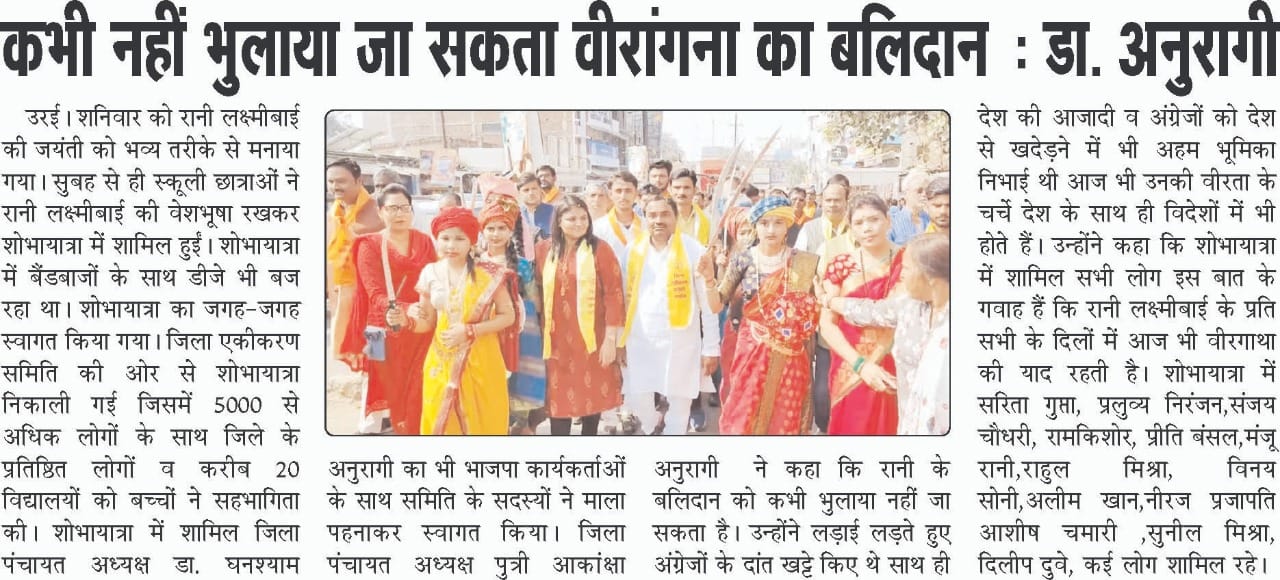 कभी नहीं भुलाया जा सकता वीरांगना का बलिदान : डा. अनुरागी
उरई। शनिवार को रानी लक्ष्मीबाई
की जयंती को भव्य तरीके से मनाया
गया। सुबह से ही स्कूली छात्राओं ने
रानी लक्ष्मीबाई की वेशभूषा रखकर
शोभायात्रा में शामिल हुईं। शोभायात्रा
में बैंडबाजों के साथ डीजे भी बज
रहा था। शोभायात्रा का जगह-जगह
स्वागत किया गया। जिला एकीकरण
समिति की ओर से शोभायात्रा
निकाली गई जिसमें 5000 से
अधिक लोगों के साथ जिले के
प्रतिष्ठित लोगों व करीब 20
विद्यालयों को बच्चों ने सहभागिता
की। शोभायात्रा में शामिल जिला
पंचायत अध्यक्ष डा. घनश्याम
अनुरागी का भी भाजपा कार्यकर्ताओं
के साथ समिति के सदस्यों ने माला
पहनाकर स्वागत किया। जिला
पंचायत अध्यक्ष पुत्री आकांक्षा
अनुरागी ने कहा कि रानी के
बलिदान को कभी भुलाया नहीं जा
सकता है। उन्होंने लड़ाई लड़ते हुए
अंग्रेजों के दांत खट्टे किए थे साथ ही
देश की आजादी व अंग्रेजों को देश
से खदेड़ने में भी अहम भूमिका
निभाई थी आज भी उनकी वीरता के
चर्चे देश के साथ ही विदेशों में भी
होते हैं। उन्होंने कहा कि शोभायात्रा
में शामिल सभी लोग इस बात के
गवाह हैं कि रानी लक्ष्मीबाई के प्रति
सभी के दिलों में आज भी वीरगाथा
की याद रहती है। शोभायात्रा में
सरिता गुप्ता, प्रलुव्य निरंजन,संजय
चौधरी, रामकिशोर, प्रीति बंसल,मंजू
रानी,राहुल मिश्रा, विनय
सोनी,अलीम खान,नीरज प्रजापति
आशीष चमारी ,सुनील मिश्रा,
दिलीप दुवे, कई लोग शामिल रहे।